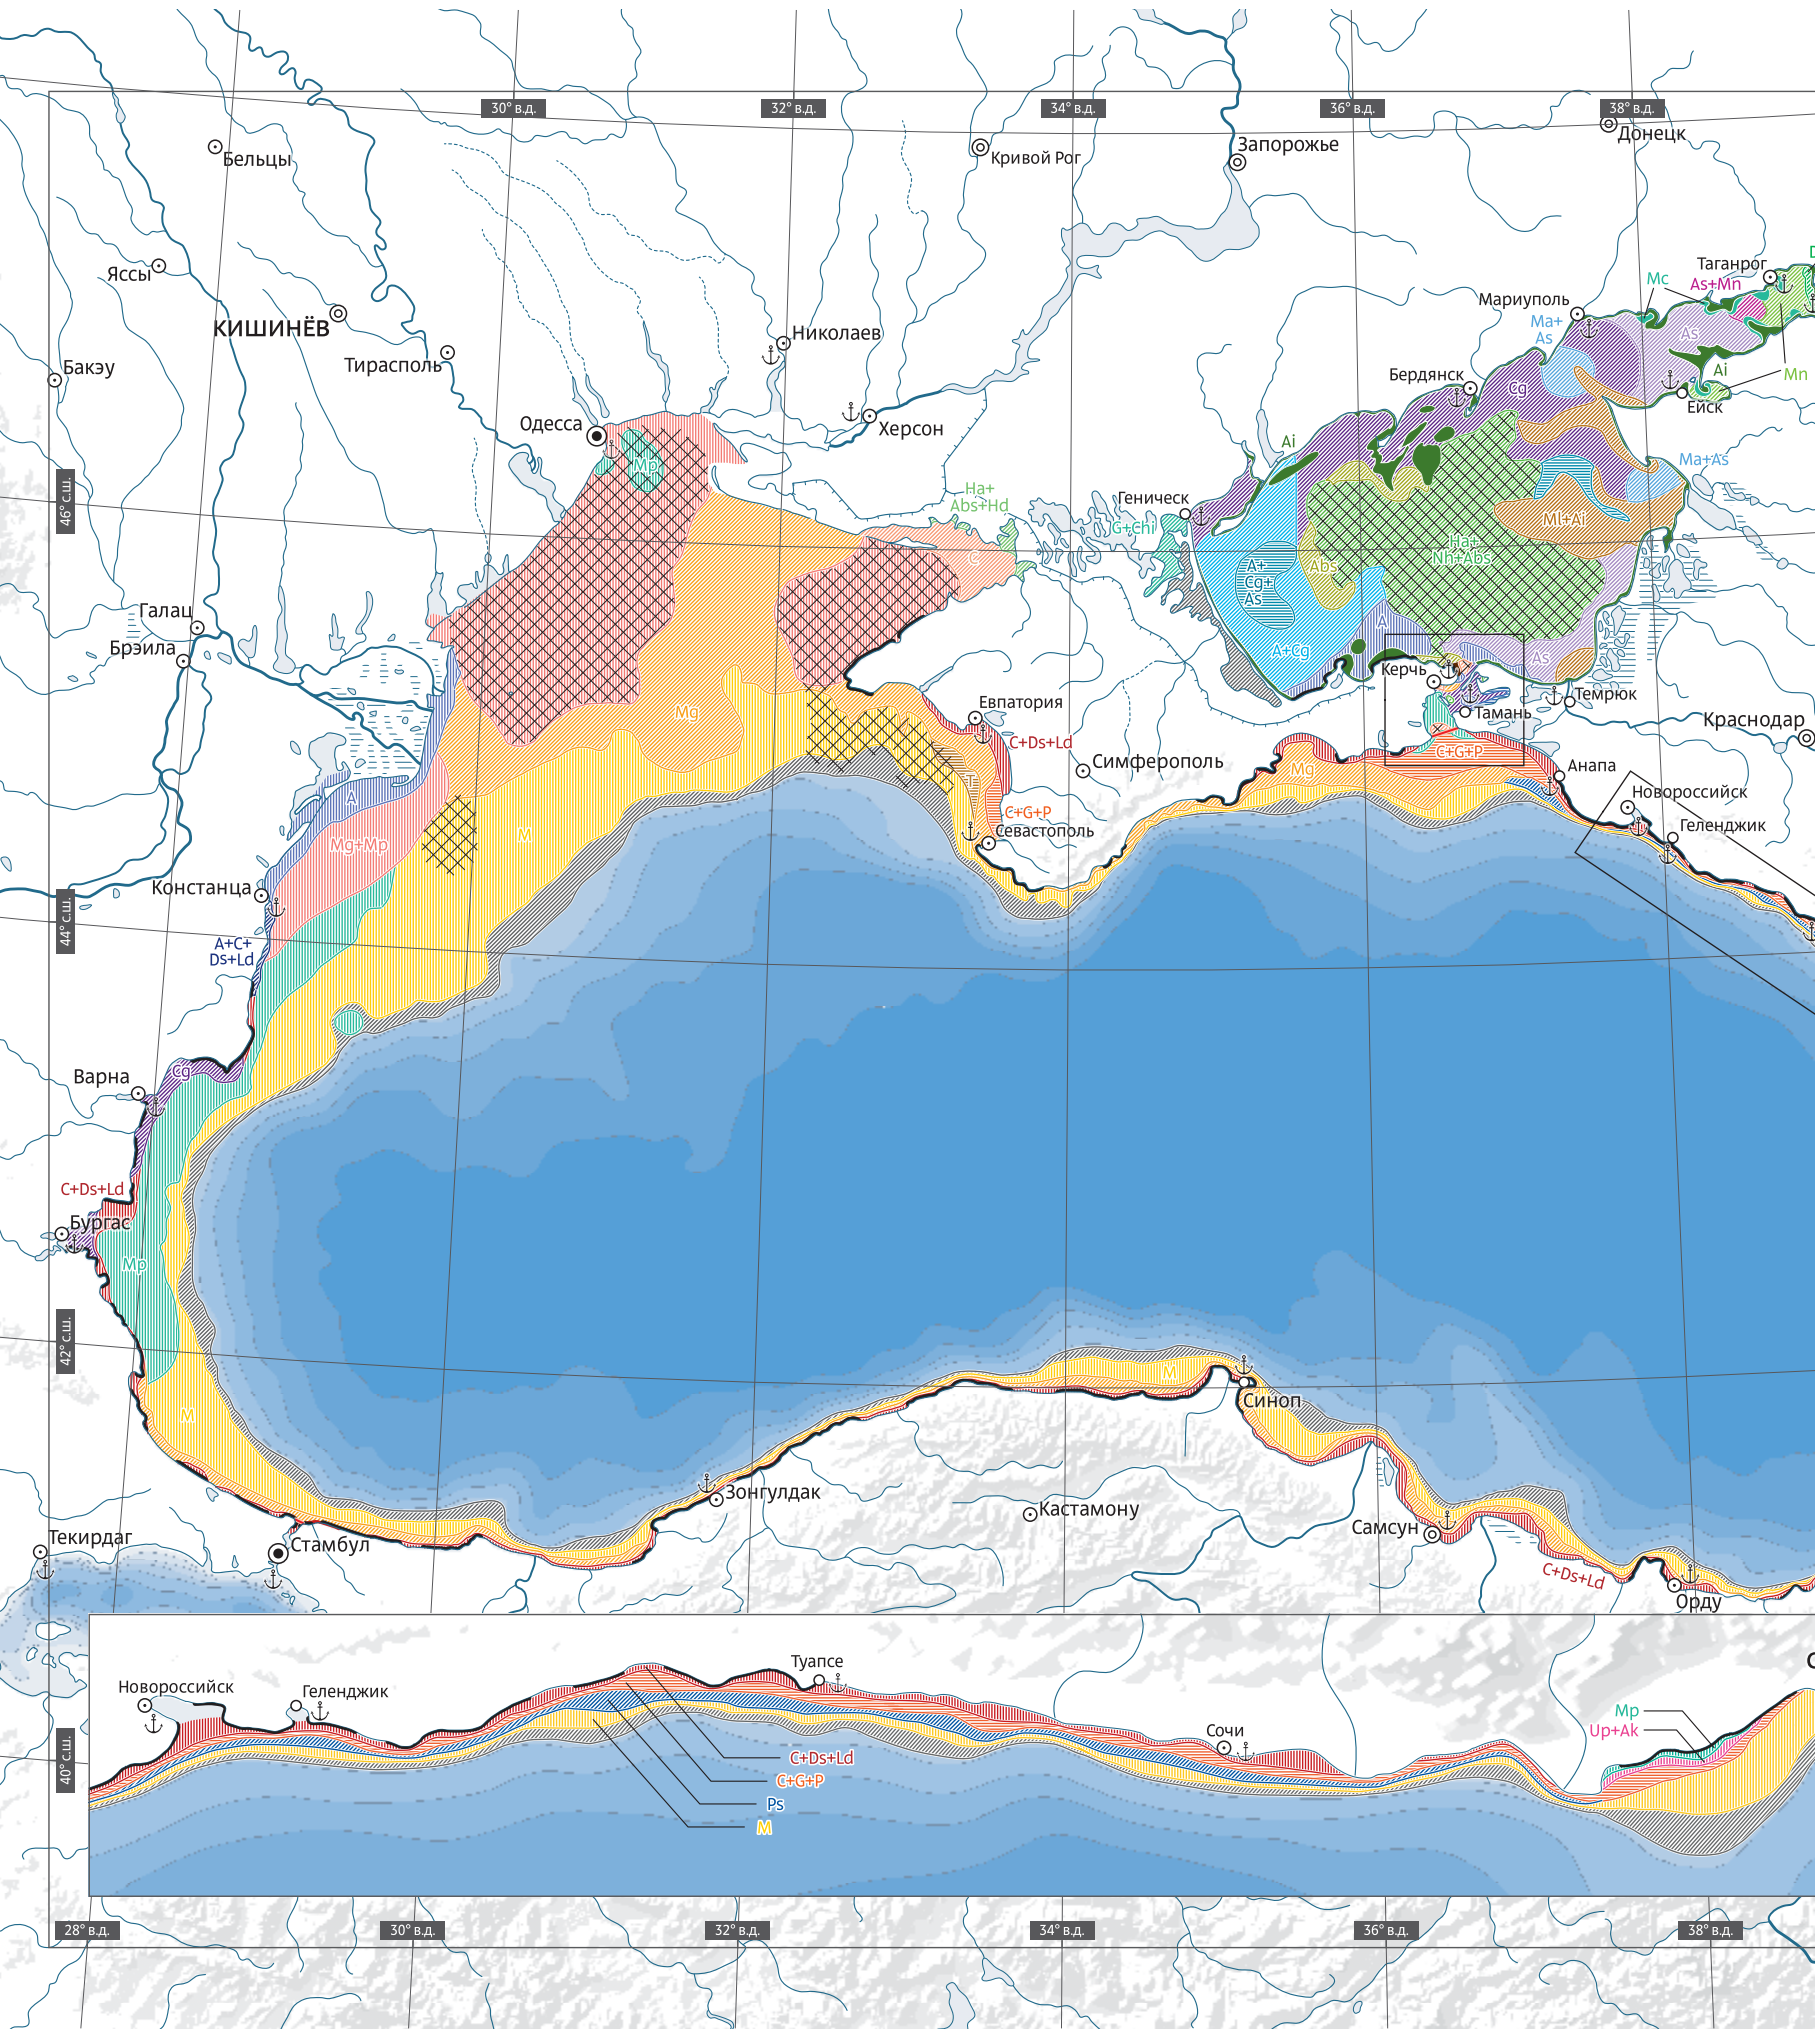 30° в.д.
32° в.д.
34° в.д.
36° в.д.
38° в.д.
Донецк
Бельцы
Кривой Рог
Запорожье
Яссы
КИШИНЁВ
Таганрог
Mc
As+Mn
Мариуполь
Ma+
As
As
Николаев
Тирасполь
Бакэу
Бердянск
Cg
Ai
Mn
Ейск
Одесса
Херсон
Ai
Mp
Ma+As
46° с.ш.
Ha+
Abs+Hd
Геническ
G+Chi
Ml+Ai
C
Ha+
Nh+Abs
A+
Cg+
As
Abs
Галац
Брэила
A
A+Cg
As
Керчь
Темрюк
Евпатория
Mg
Тамань
Краснодар
C+Ds+Ld
C+G+P
Симферополь
Mg
Анапа
T
A
Новороссийск
C+G+P
Геленджик
M
Севастополь
Mg+Mp
Констанца
44° с.ш.
A+C+
Ds+Ld
Cg
Варна
C+Ds+Ld
Бургас
Mp
42° с.ш.
M
M
Синоп
Зонгулдак
Кастамону
Самсун
Текирдаг
Стамбул
C+Ds+Ld
Орду
Туапсе
Новороссийск
Геленджик
Mp
Up+Ak
Сочи
40° с.ш.
C+Ds+Ld
C+G+P
Ps
M
28° в.д.
30° в.д.
32° в.д.
34° в.д.
36° в.д.
38° в.д.